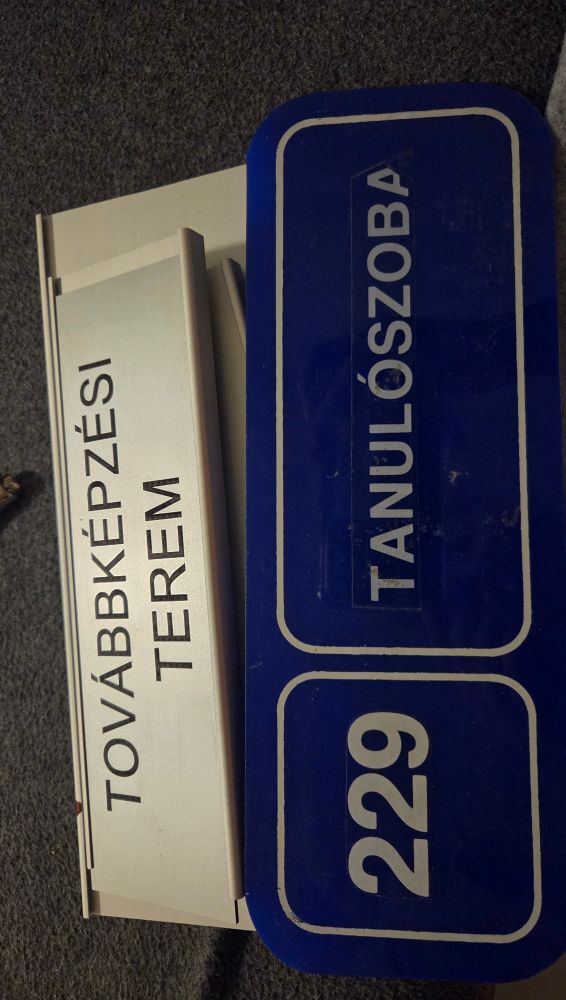 TOVÁBBKÉPZÉSI
TEREM
229
TANULÓSZOBA